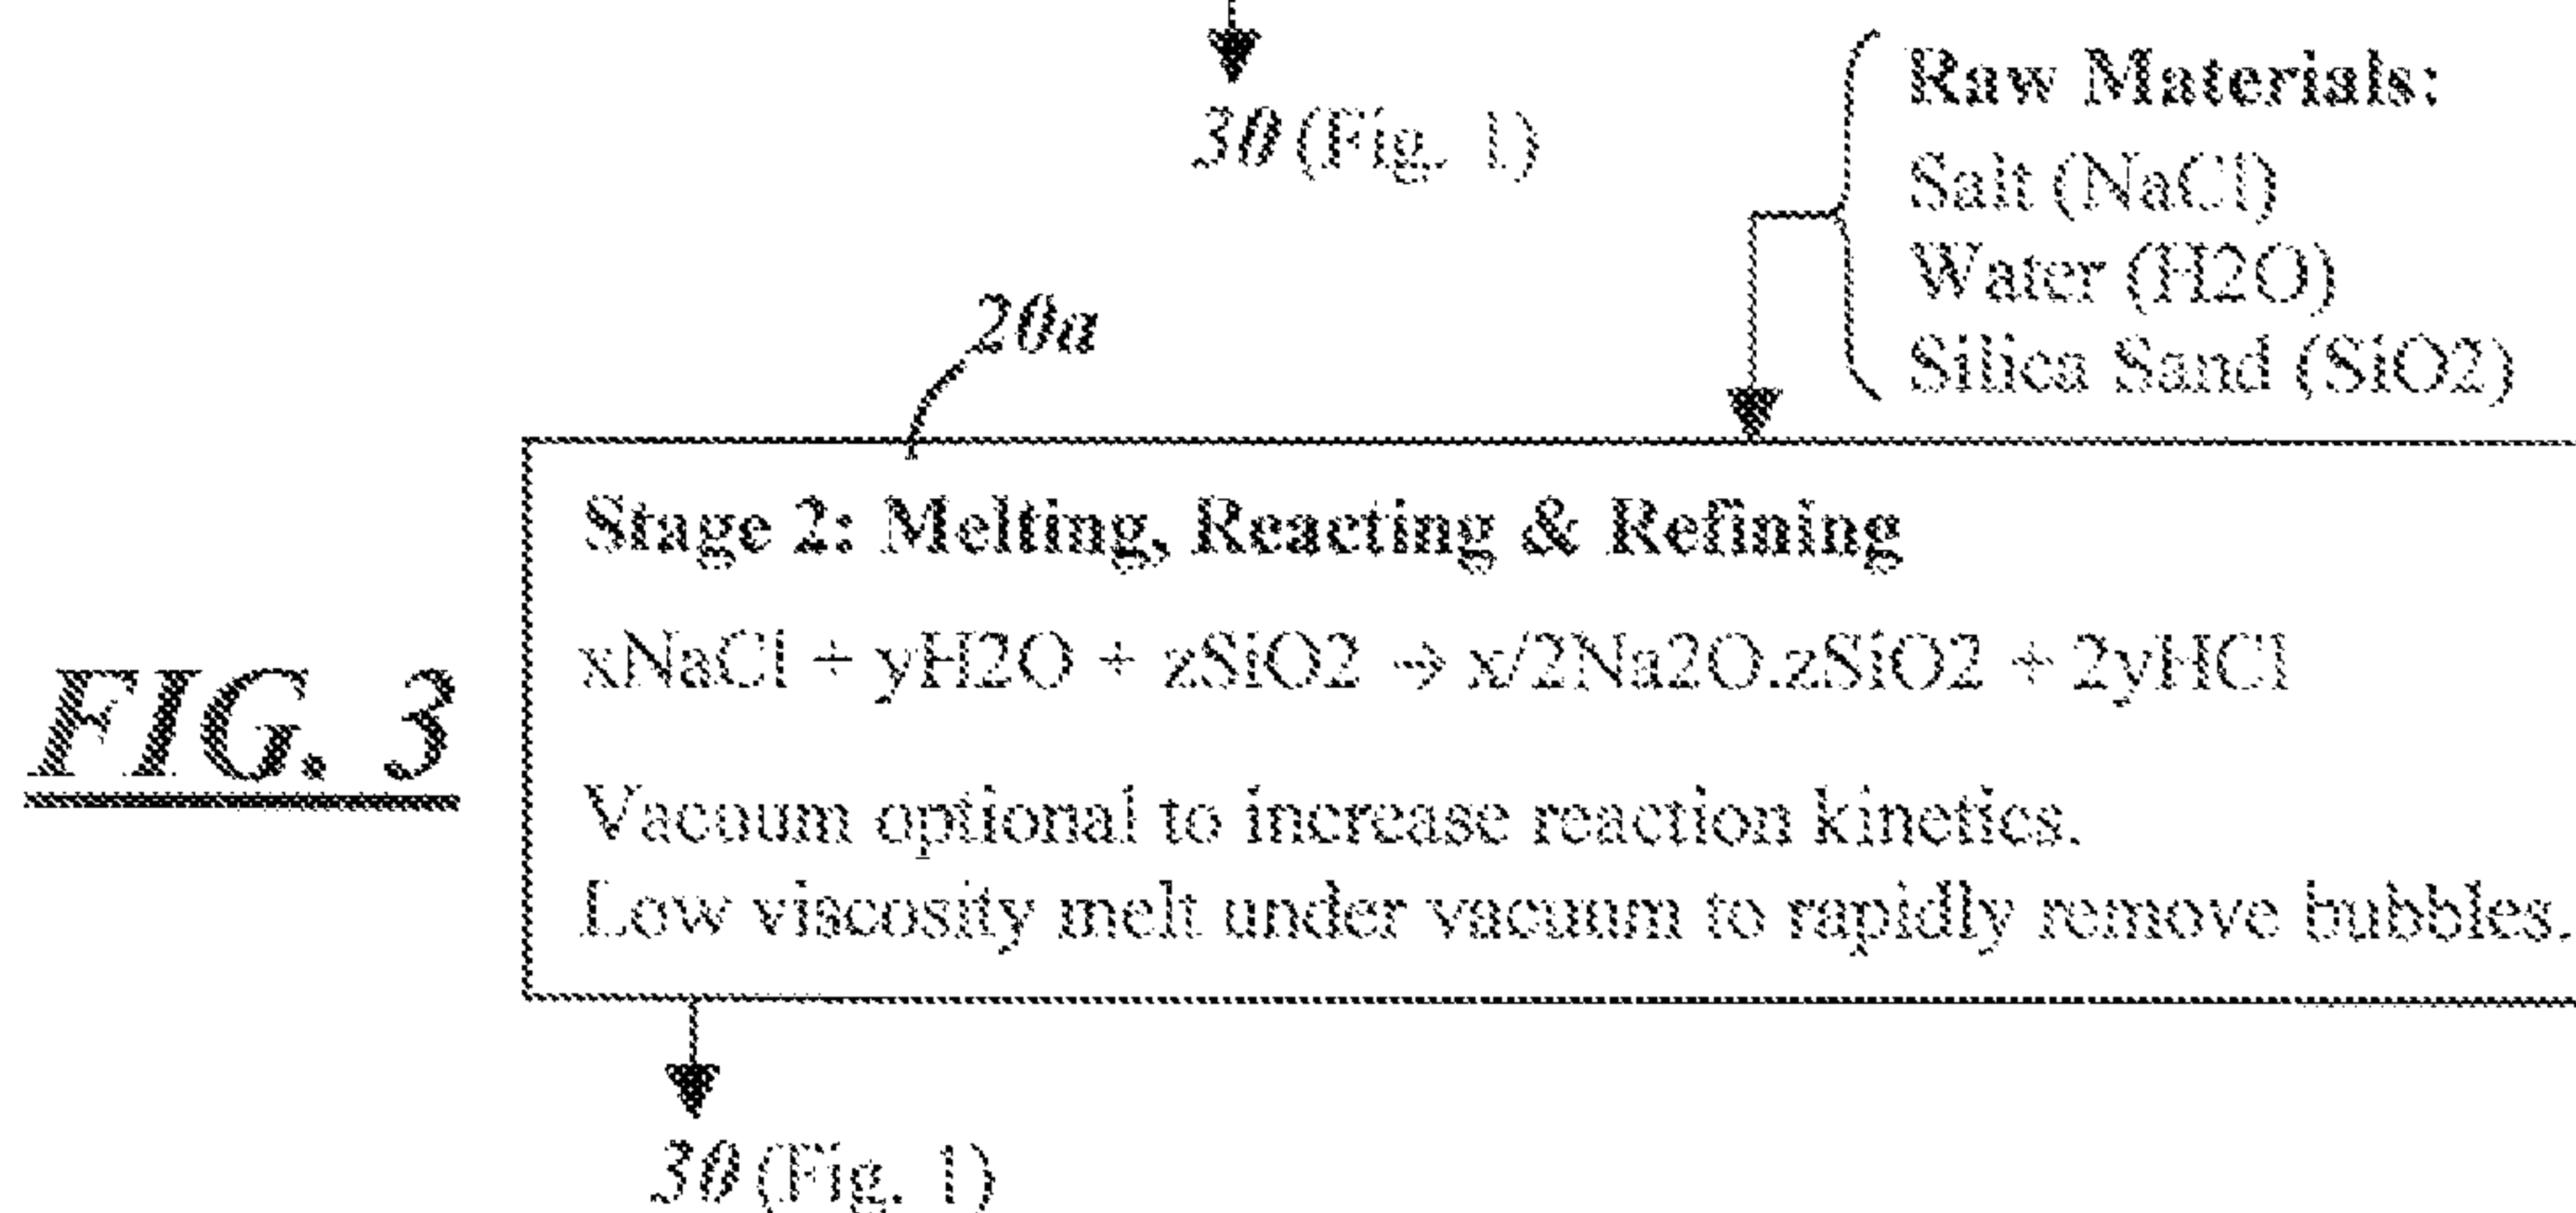 30 (Fig. 1)
Raw Materials:
Salt (NaCl)
Water (H2O)
Silica Sand (SiO2)
20a
Stage 2: Melting, Reacting & Refining
xNaCl + yH2O + zSiO2 → x/2Na2O.zSiO2 + 2yHCl
FIG. 3
Vacuum optional to increase reaction kinetics.
Low viscosity melt under vacuum to rapidly remove bubbles.
30 (Fig. 1)